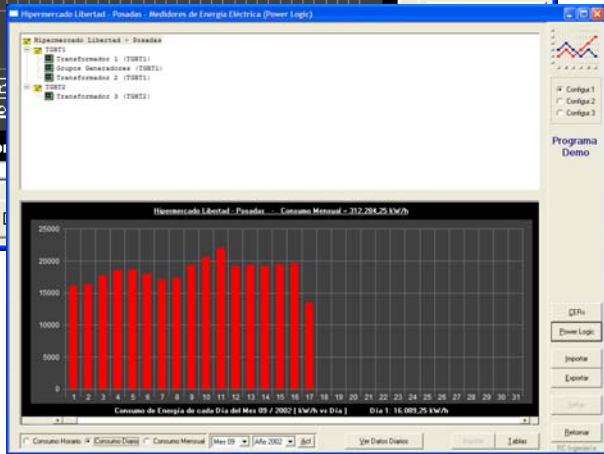 Hipermercado Libertad - Posadas - Medidores de Energía Eléctrica (Power Logic)
Hipermercado Libertad - Posadas
TGBT1
Transformador 1 (TGBT1)
Grupos Generadores (TGBT1)
Transformador 2 (TGBT1)
TGBT2
Transformador 3 (TGBT2)
Configur.1
Configur.2
Configur.3
Programa
Demo
Hipermercado Libertad - Posadas - Consumo Mensual = 312.284,25 kW/h
25000
20000
15000
10000
5000
0
1 2 3 4 5 6 7 8 9 10 11 12 13 14 15 16 17 18 19 20 21 22 23 24 25 26 27 28 29 30 31
Consumo de Energía de cada Día del Mes 09 / 2002 [ kW/h vs Día ] Día 1: 16.089,25 kW/h
CERs
Power Logic
Importar
Exportar
Retornar
Consumo Horario Consumo Diario Consumo Mensual Mes 09 Año 2002 Act Ver Datos Diarios Imprimir Tablas
RC Ingeniería